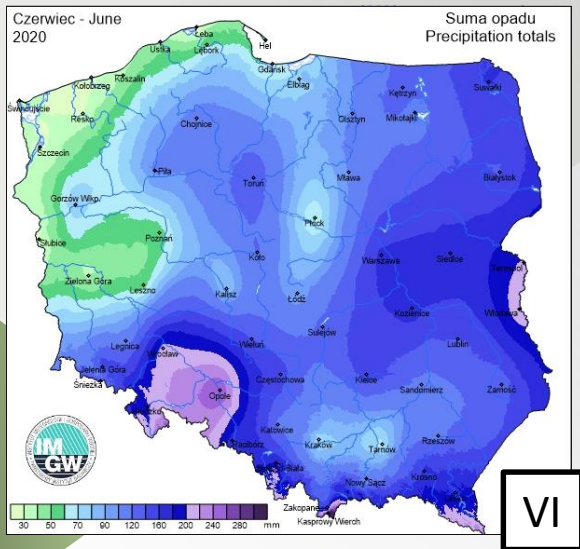 Czerwiec - June
2020
Suma opadu
Precipitation totals
Łeba
Hel
Ustka
Lębork
Koszalin
Kołobrzeg
Gdańsk
Elbląg
Suwałki
Kętrzyn
Świnoujście
Resko
Chojnice
Olsztyn
Mikołajki
Szczecin
Piła
Toruń
Mława
Białystok
Gorzów Wlkp.
Płock
Słubice
Poznań
Koło
Warszawa
Siedlce
Terespol
Zielona Góra
Leszno
Kalisz
Łódź
Kozienice
Włodawa
Sulejów
Legnica
Wrocław
Wieluń
Lublin
Jelenia Góra
Śnieżka
Opole
Częstochowa
Kielce
Sandomierz
Zamość
Kłodzko
Racibórz
Katowice
Kraków
Tarnów
Rzeszów
Biała
Nowy Sącz
Krosno
Zakopane
Kasprowy Wierch
IM
GW
30 50 70 90 120 160 200 240 280 mm
VI